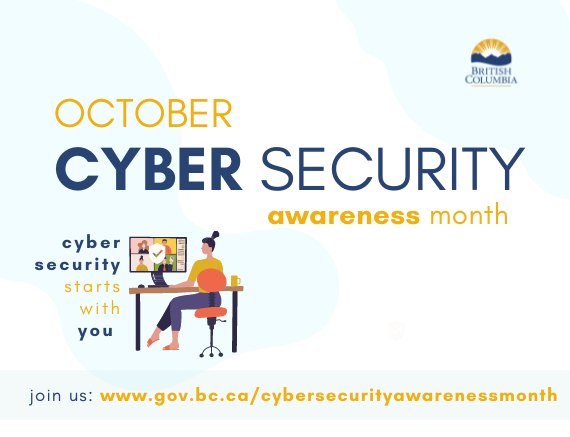 BRITISH
COLUMBIA
OCTOBER
CYBER SECURITY
awareness month
cyber
security
starts
with
you
join us: www.gov.bc.ca/cybersecurityawarenessmonth